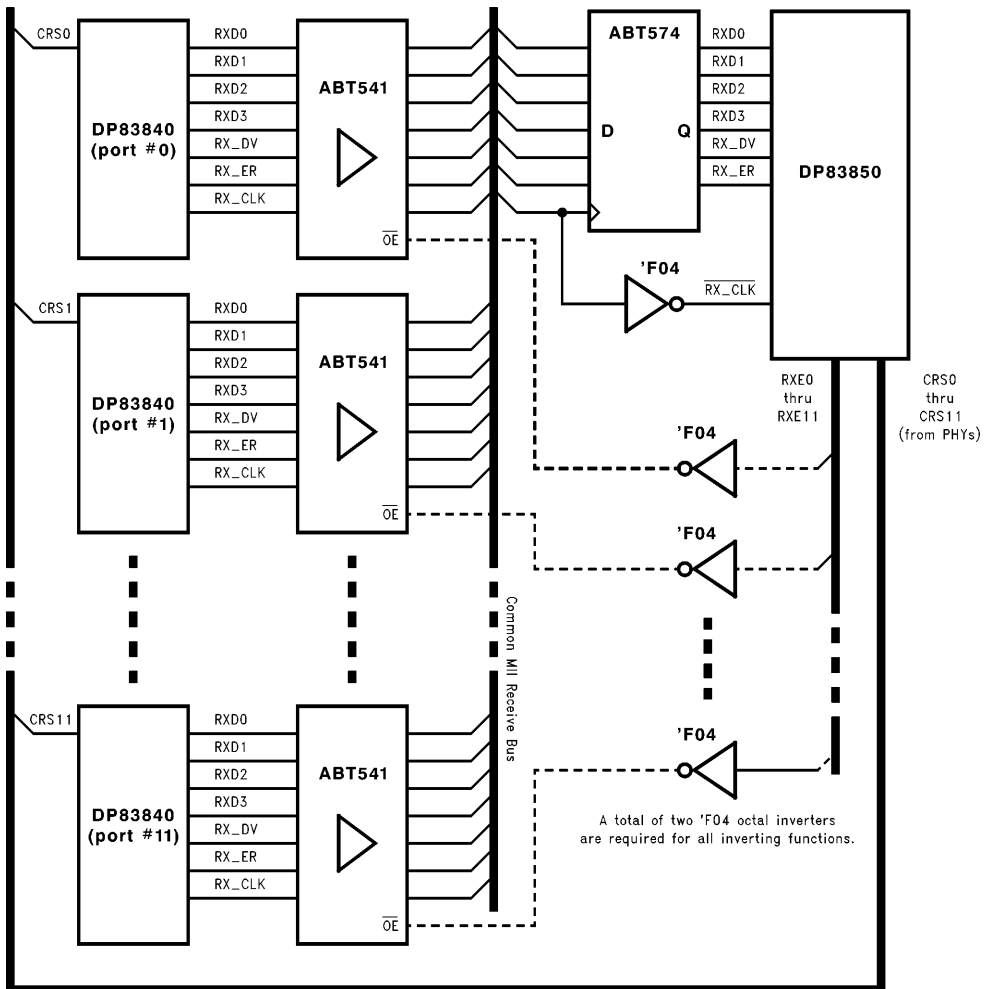 CRS0
DP83840
(port #0)
RXD0
RXD1
RXD2
RXD3
RX_DV
RX_ER
RX_CLK
ABT541
OE
ABT574
D Q
RXD0
RXD1
RXD2
RXD3
RX_DV
RX_ER
DP83850
'F04
RX_CLK
CRS1
DP83840
(port #1)
RXD0
RXD1
RXD2
RXD3
RX_DV
RX_ER
RX_CLK
ABT541
OE
RXE0
thru
RXE11
CRS0
thru
CRS11
(from PHYs)
'F04
'F04
Common MII Receive Bus
CRS11
DP83840
(port #11)
RXD0
RXD1
RXD2
RXD3
RX_DV
RX_ER
RX_CLK
ABT541
OE
'F04
A total of two 'F04 octal inverters
are required for all inverting functions.